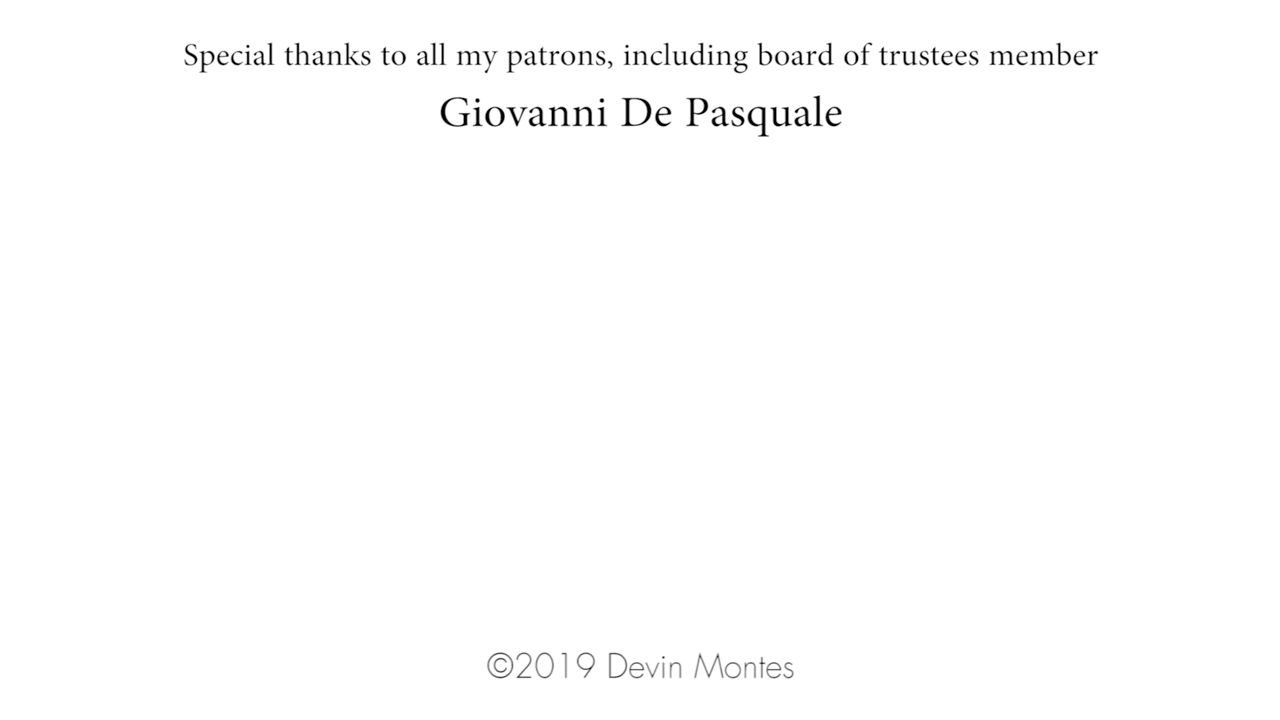 Special thanks to all my patrons, including board of trustees member
Giovanni De Pasquale
©2019 Devin Montes